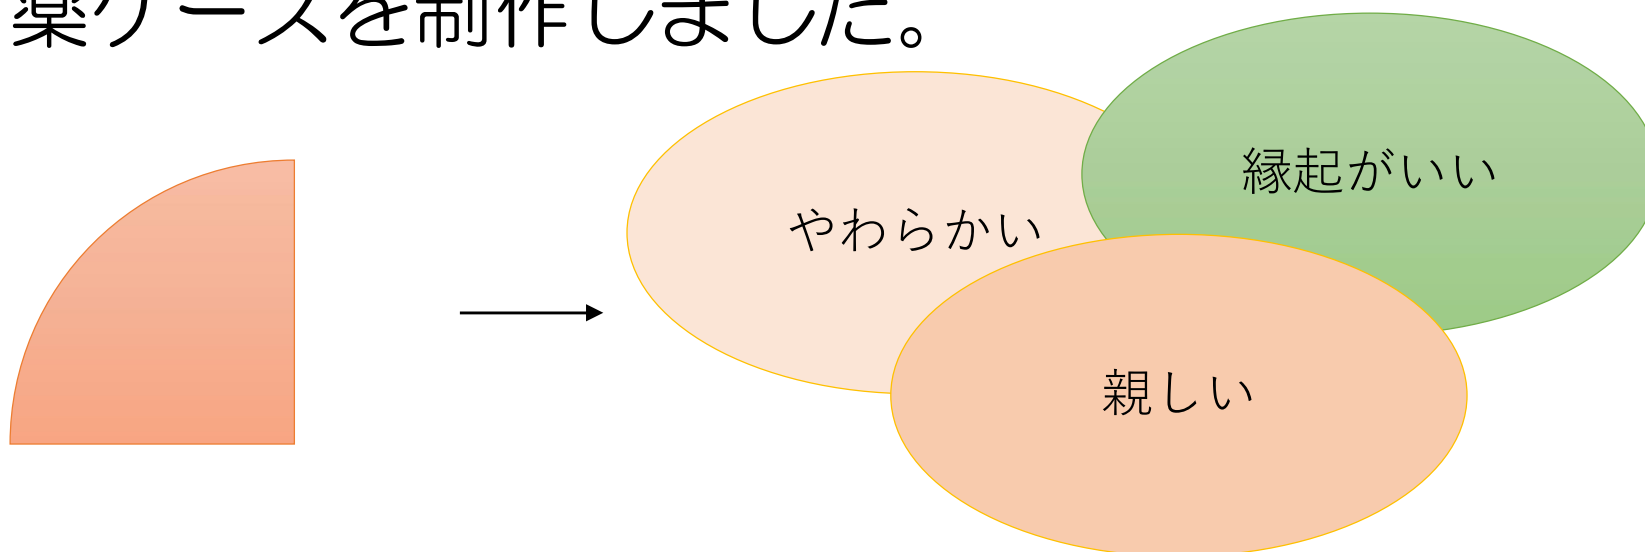 薬ケースを制作しました。
縁起がいい
やわらかい
親しい